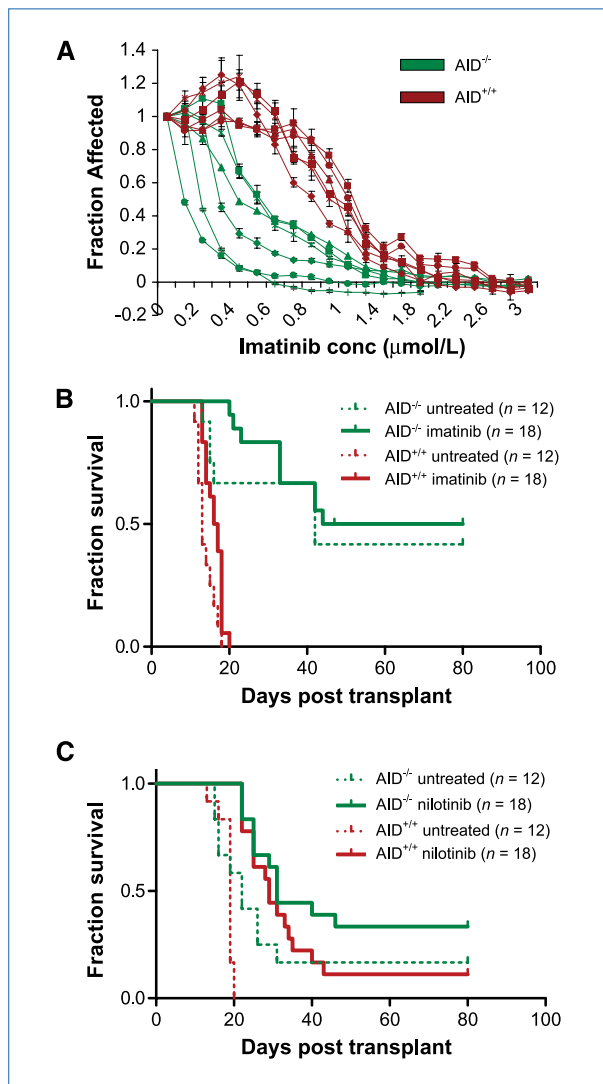 A
1.4
1.2
1
0.8
0.6
0.4
0.2
0
-0.2
Fraction Affected
AID-/-
AID+/+
0
0.2
0.4
0.6
0.8
1
1.4
1.8
2.2
2.6
3
Imatinib conc (μmol/L)
B
1.0
0.5
0.0
Fraction survival
AID-/- untreated (n = 12)
AID-/- imatinib (n = 18)
AID+/+ untreated (n = 12)
AID+/+ imatinib (n = 18)
0 20 40 60 80 100
Days post transplant
C
1.0
0.5
0.0
Fraction survival
AID-/- untreated (n = 12)
AID-/- nilotinib (n = 18)
AID+/+ untreated (n = 12)
AID+/+ nilotinib (n = 18)
0 20 40 60 80 100
Days post transplant